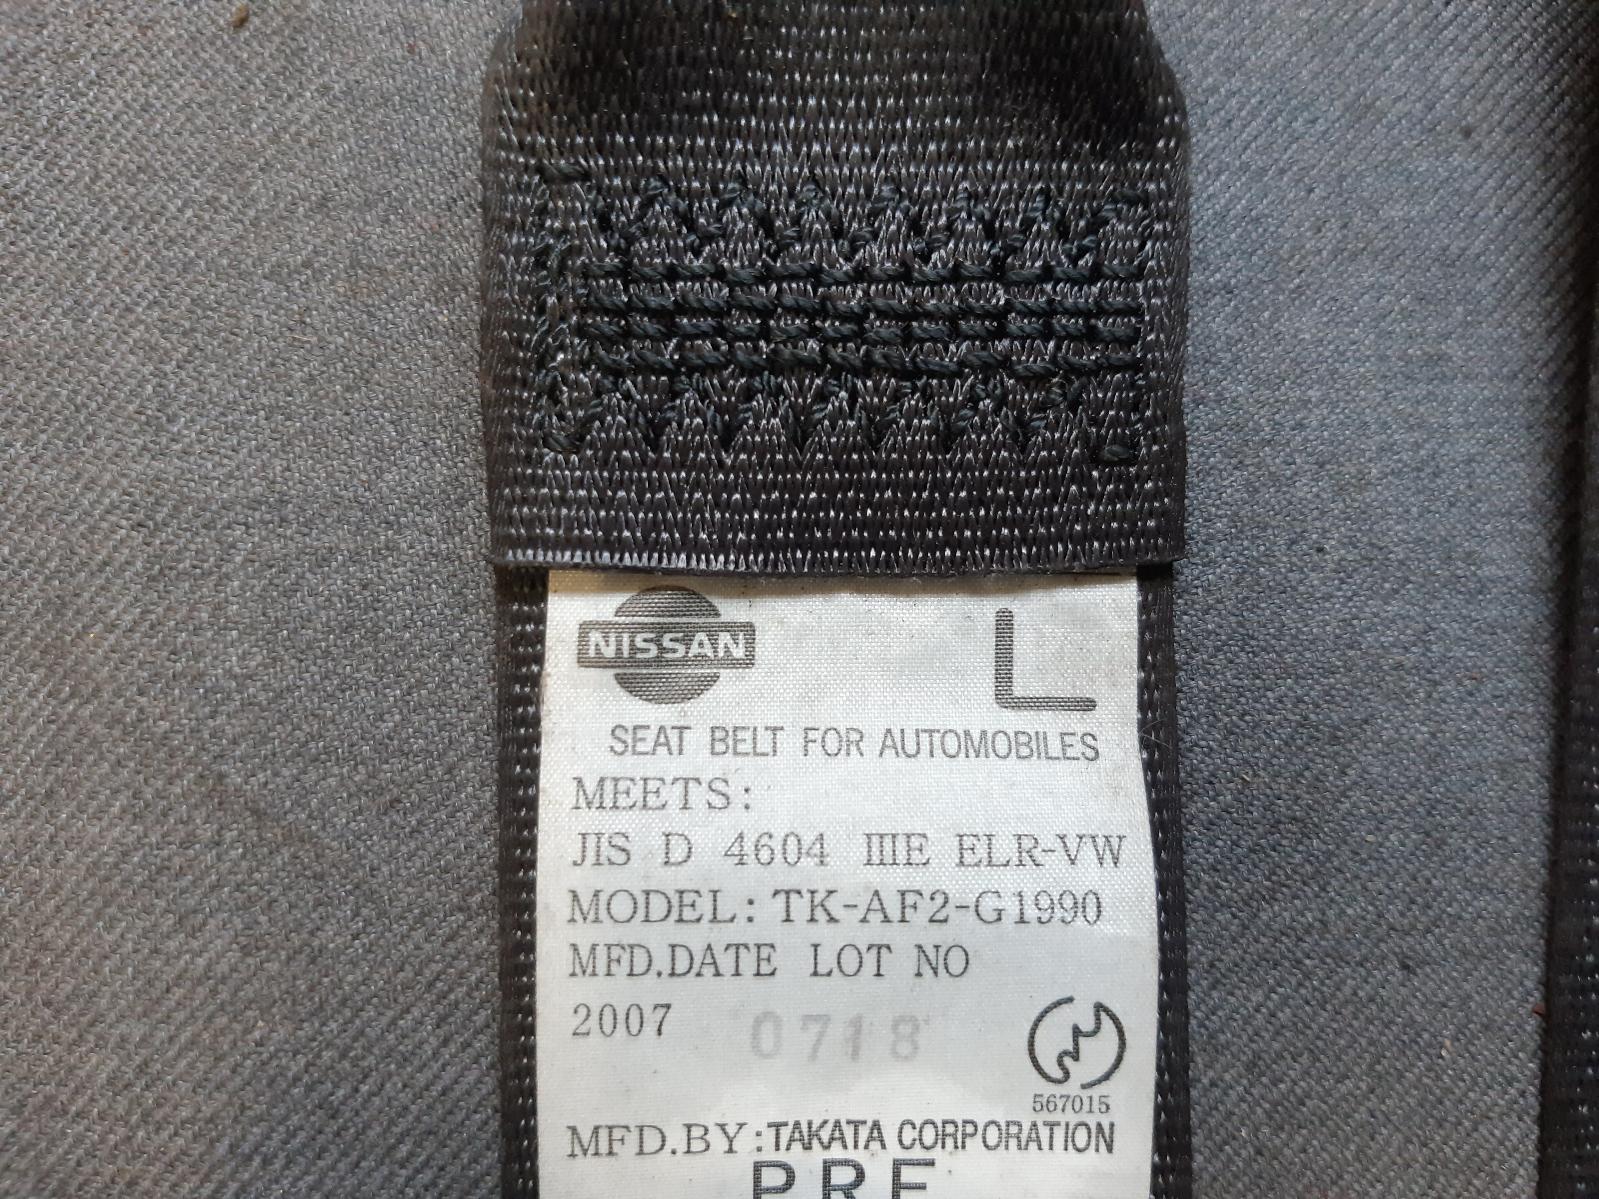 NISSAN L
SEAT BELT FOR AUTOMOBILES
MEETS:
JIS D 4604 IIIE ELR-VW
MODEL: TK-AF2-G1990
MFD.DATE LOT NO
2007 0718
567015
MFD.BY:TAKATA CORPORATION
PRE